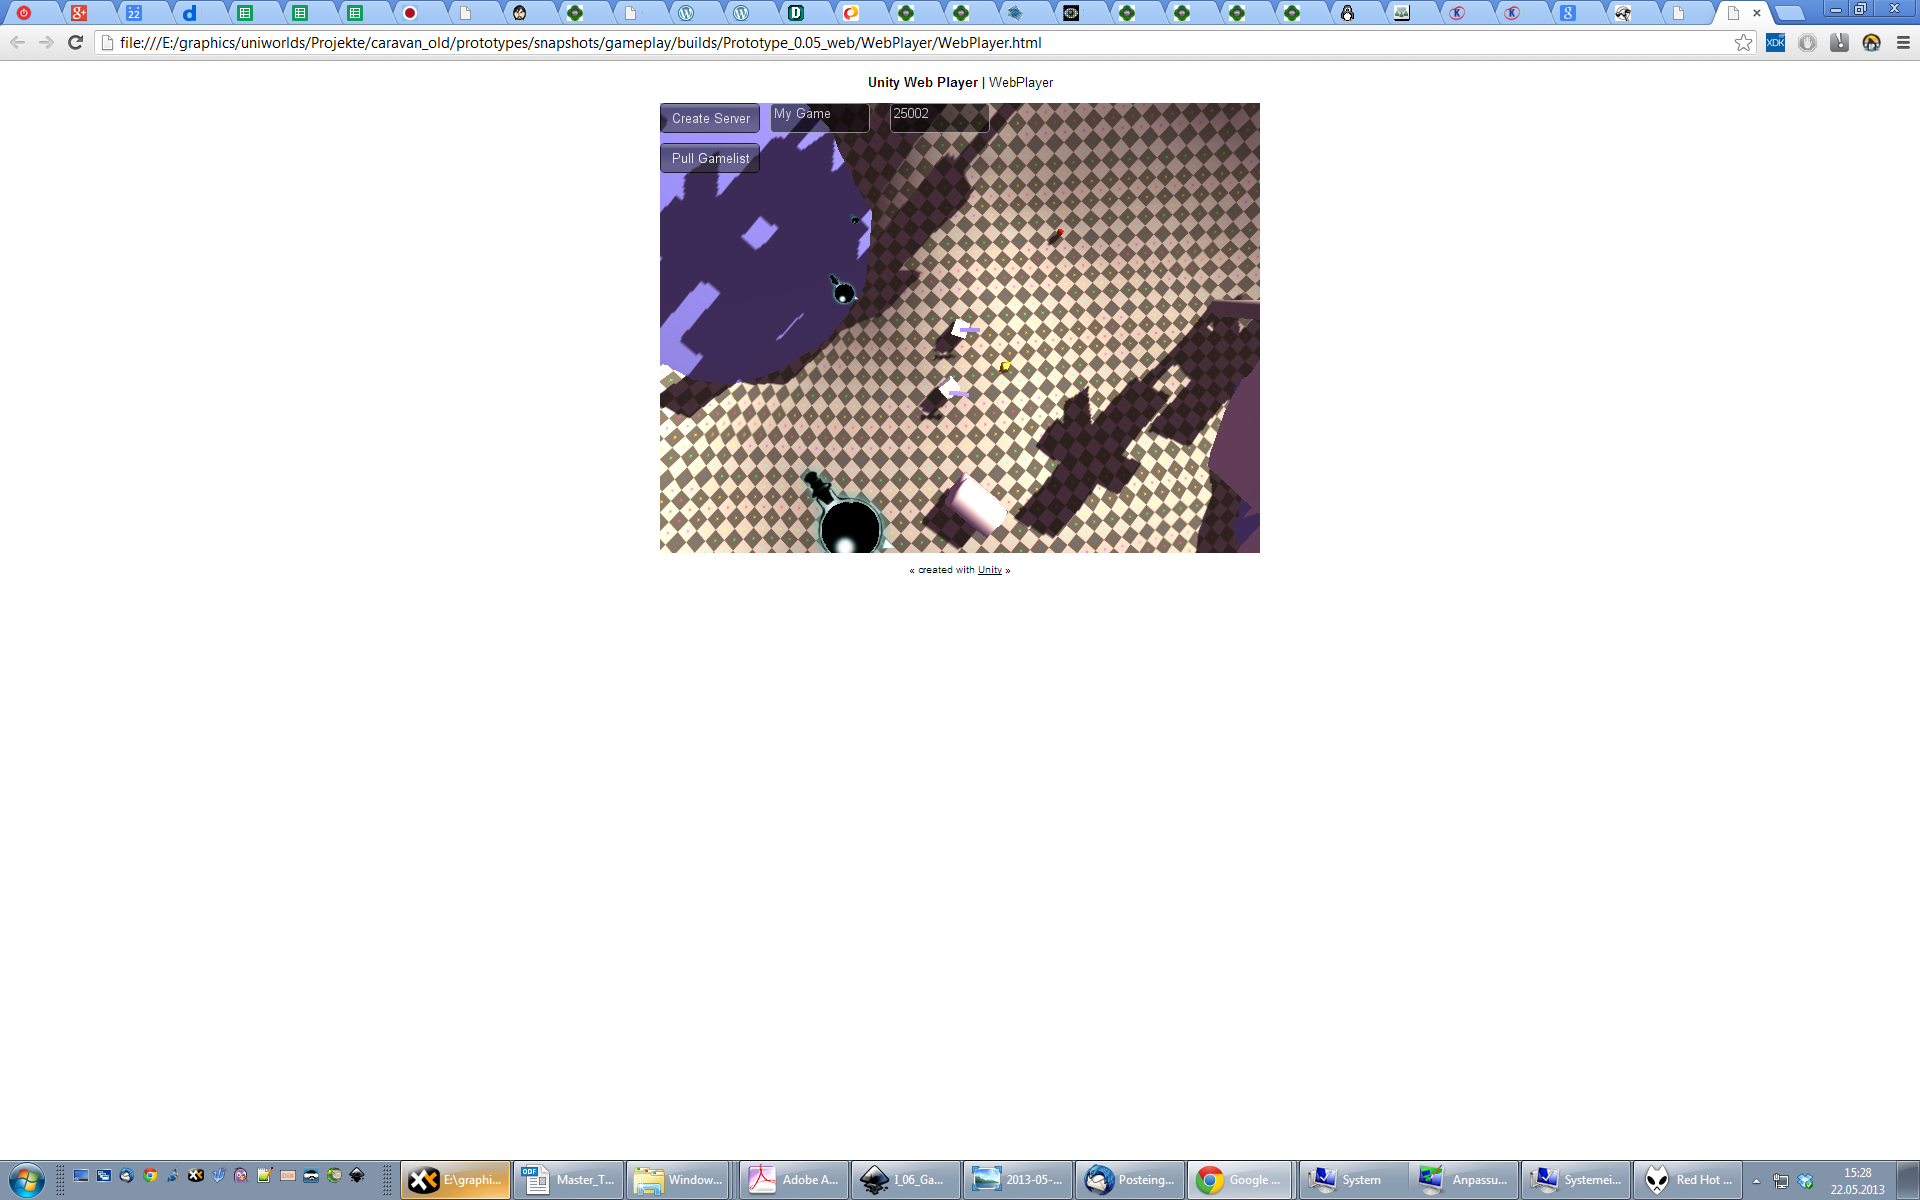 22
file:///E:/graphics/uniworlds/Projekte/caravan_old/prototypes/snapshots/gameplay/builds/Prototype_0.05_web/WebPlayer/WebPlayer.html
XDK
Unity Web Player | WebPlayer
Create Server
My Game
25002
Pull Gamelist
« created with Unity »
E:\graphi...
Master_T...
Window...
Adobe A...
I_06_Ga...
2013-05-...
Posteing...
Google ...
System
Anpassu...
Systemei...
Red Hot ...
15:28
22.05.2013